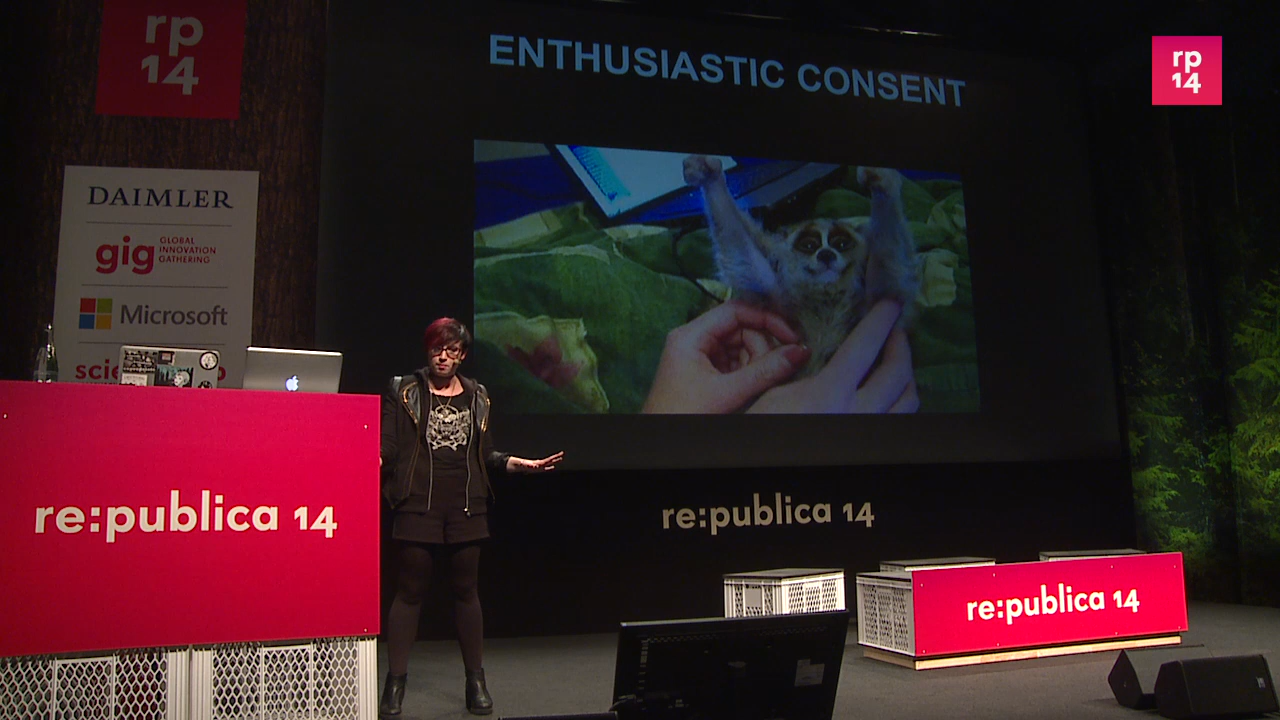 rp
14
ENTHUSIASTIC CONSENT
rp
14
DAIMLER
gig GLOBAL
INNOVATION
GATHERING
Microsoft
re:publica 14
re:publica 14
re:publica 14